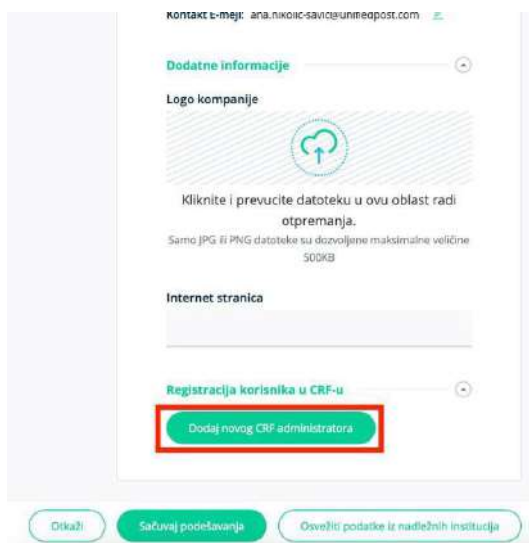 Kontakt E-mejl: ana.nikolic-savic@unifiedpost.com
Dodatne informacije
Logo kompanije
Kliknite i prevucite datoteku u ovu oblast radi
otpremanja.
Samo JPG ili PNG datoteke su dozvoljene maksimalne veličine
500KB
Internet stranica
Registracija korisnika u CRF-u
Dodaj novog CRF administratora
Otkaži
Sačuvaj podešavanja
Osvežiti podatke iz nadležnih institucija